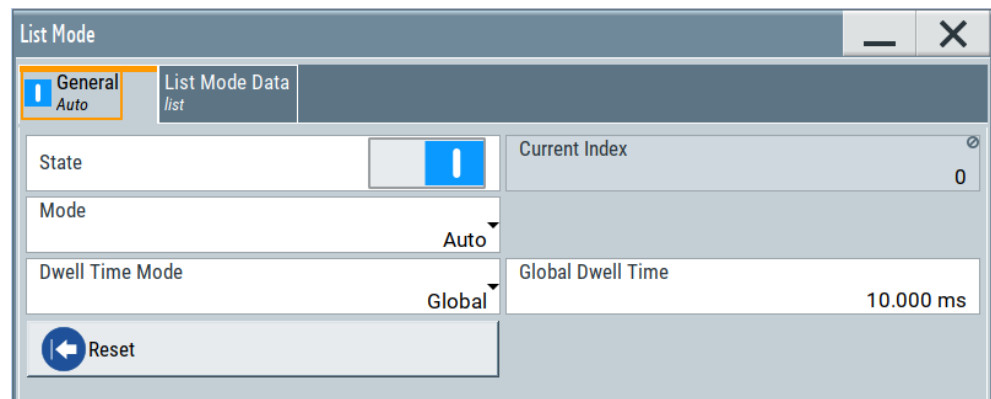 List Mode
General
Auto
List Mode Data
list
State
Current Index
0
Mode
Auto
Dwell Time Mode
Global
Global Dwell Time
10.000 ms
Reset